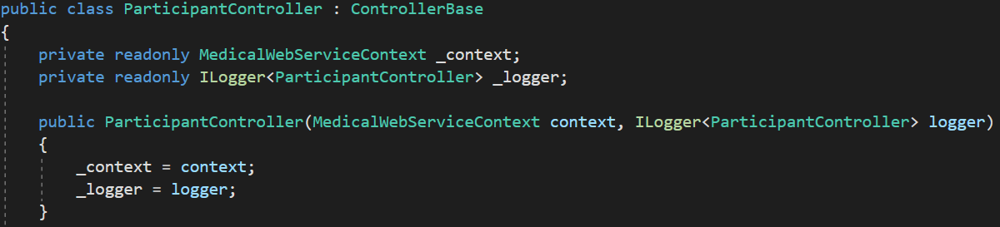 public class ParticipantController : ControllerBase
{
    private readonly MedicalWebServiceContext _context;
    private readonly ILogger<ParticipantController> _logger;

    public ParticipantController(MedicalWebServiceContext context, ILogger<ParticipantController> logger)
    {
        _context = context;
        _logger = logger;
    }